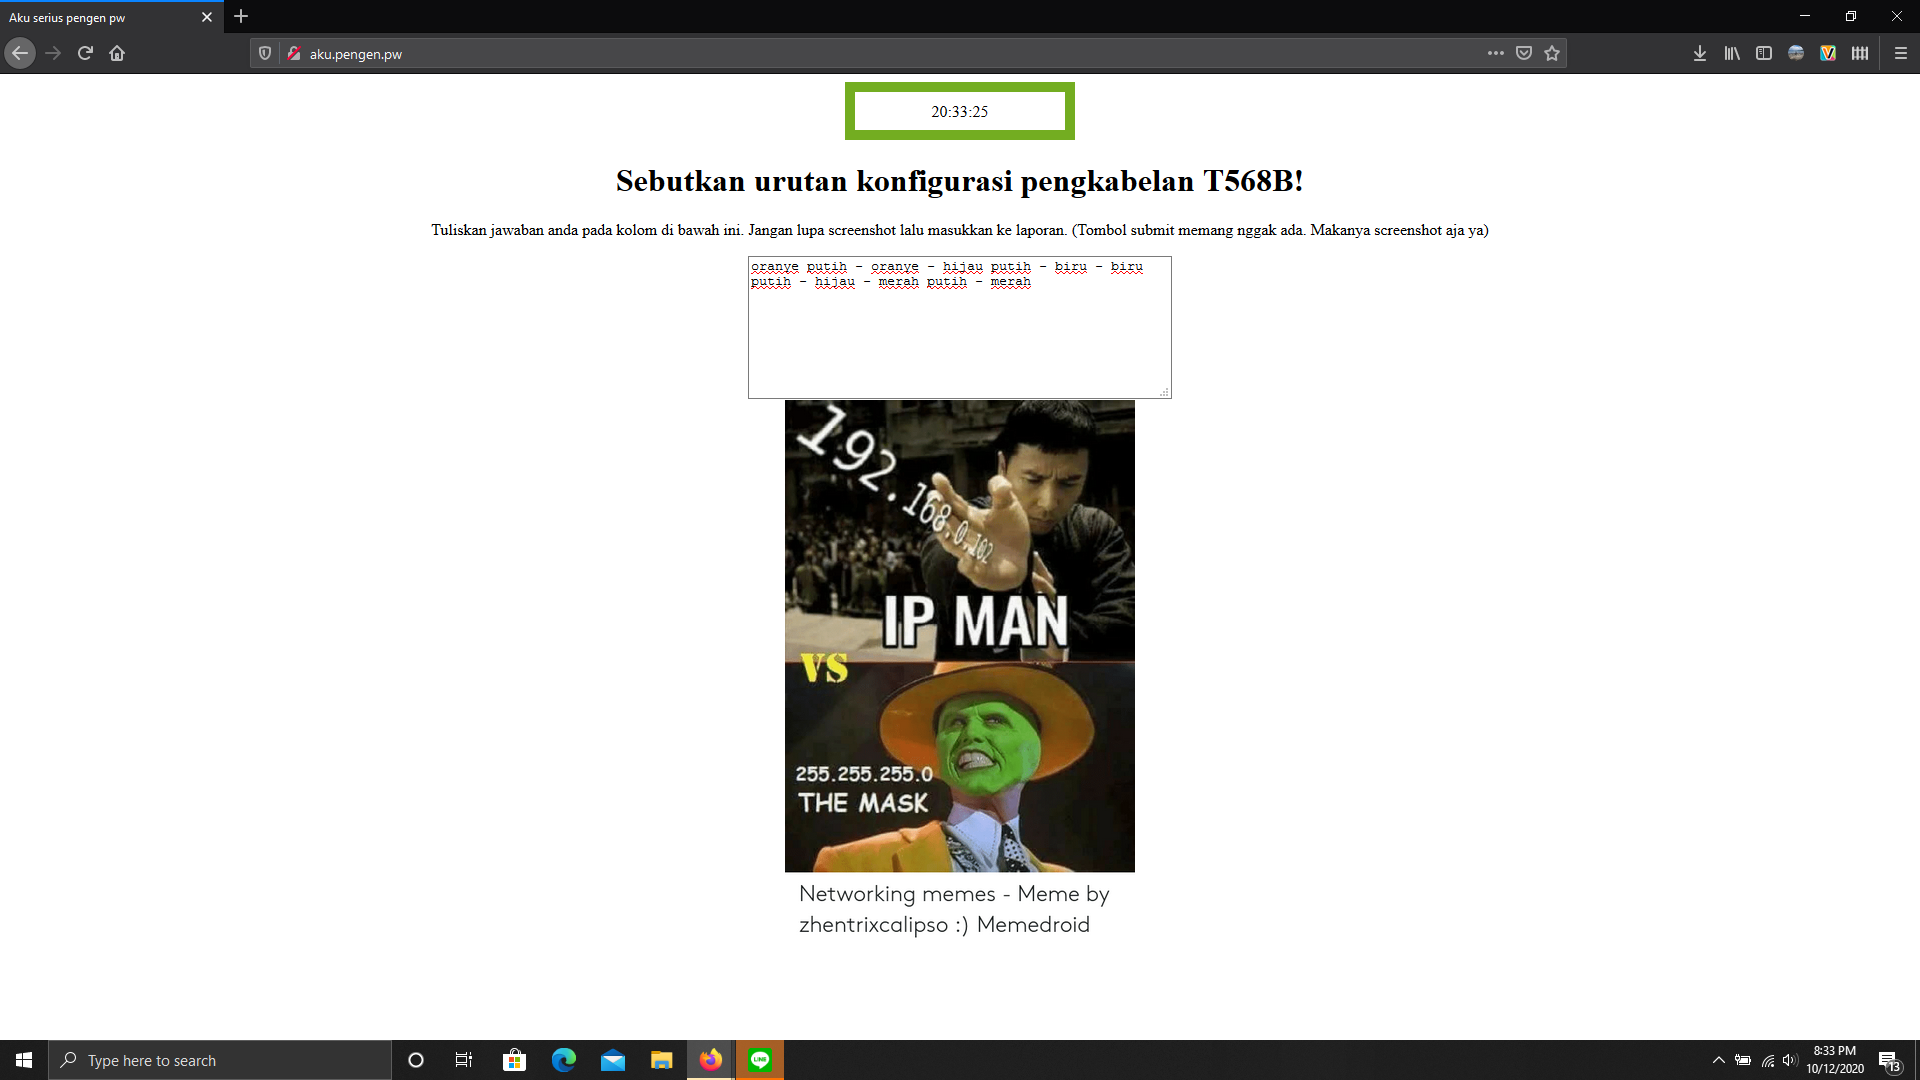 Aku serius pengen pw
aku.pengen.pw
20:33:25
Sebutkan urutan konfigurasi pengkabelan T568B!
Tuliskan jawaban anda pada kolom di bawah ini. Jangan lupa screenshot lalu masukkan ke laporan. (Tombol submit memang nggak ada. Makanya screenshot aja ya)
oranye putih - oranye - hijau putih - biru - biru
putih - hijau - merah putih - merah
192.168.0.102
IP MAN
VS
255.255.255.0
THE MASK
Networking memes - Meme by
zhentrixcalipso :) Memedroid
Type here to search
LINE
8:33 PM
10/12/2020
13